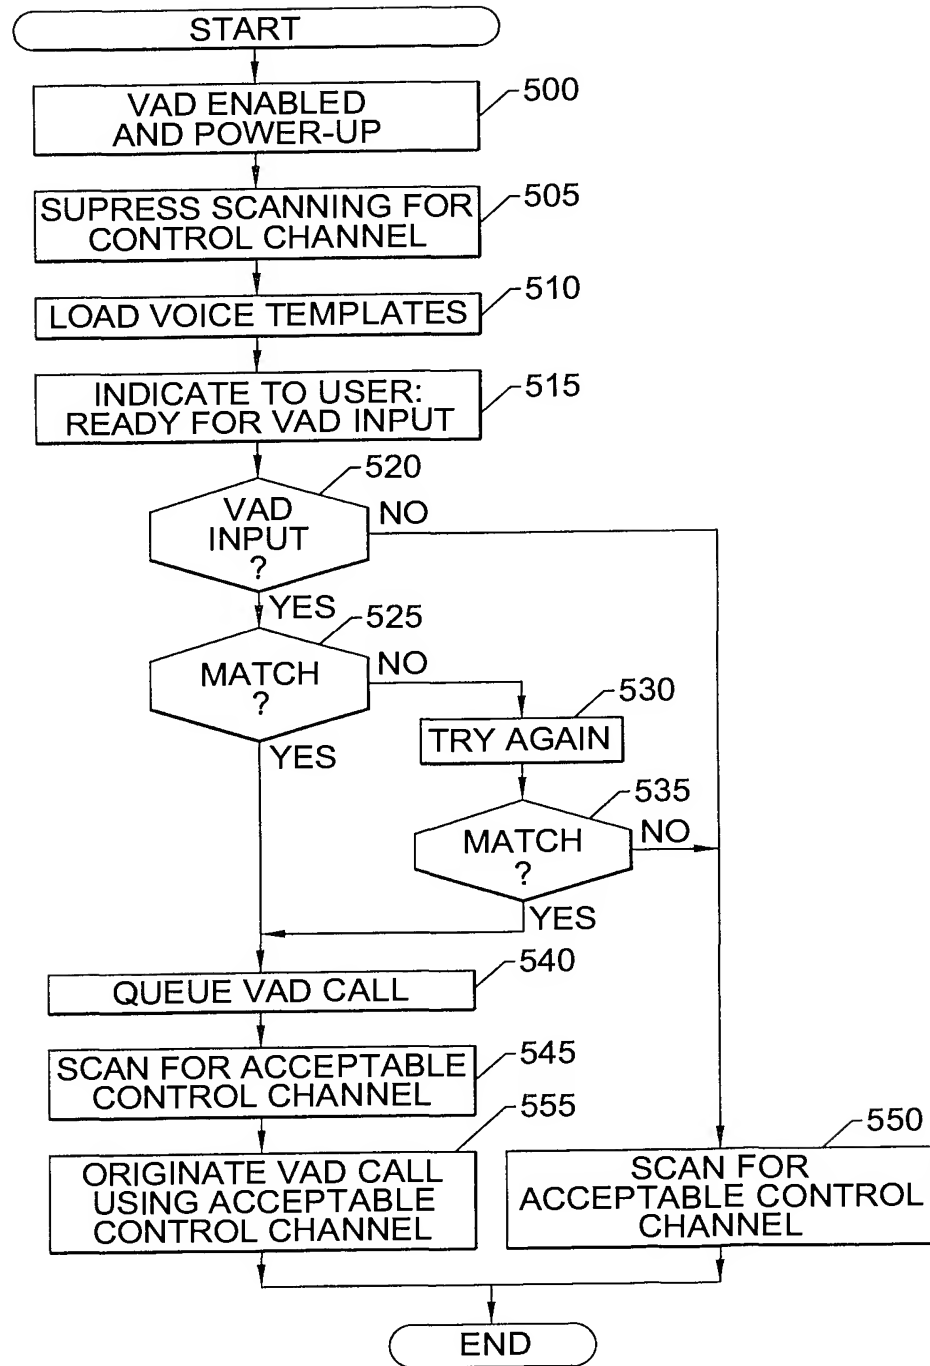 START
VAD ENABLED
AND POWER-UP
500
SUPRESS SCANNING FOR
CONTROL CHANNEL
505
LOAD VOICE TEMPLATES
510
INDICATE TO USER:
READY FOR VAD INPUT
515
VAD
INPUT
?
520
NO
YES
MATCH
?
525
NO
YES
TRY AGAIN
530
MATCH
?
535
NO
YES
QUEUE VAD CALL
540
SCAN FOR ACCEPTABLE
CONTROL CHANNEL
545
ORIGINATE VAD CALL
USING ACCEPTABLE
CONTROL CHANNEL
555
SCAN FOR
ACCEPTABLE CONTROL
CHANNEL
550
END